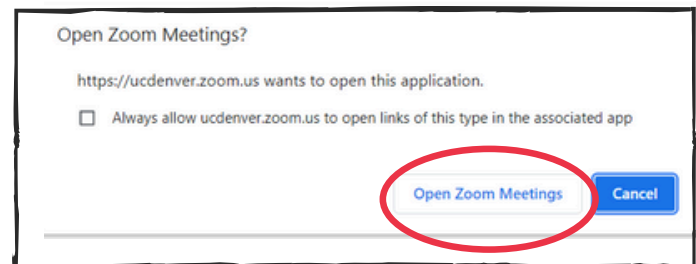 Open Zoom Meetings?
https://ucdenver.zoom.us wants to open this application.
Always allow ucdenver.zoom.us to open links of this type in the associated app
Open Zoom Meetings Cancel